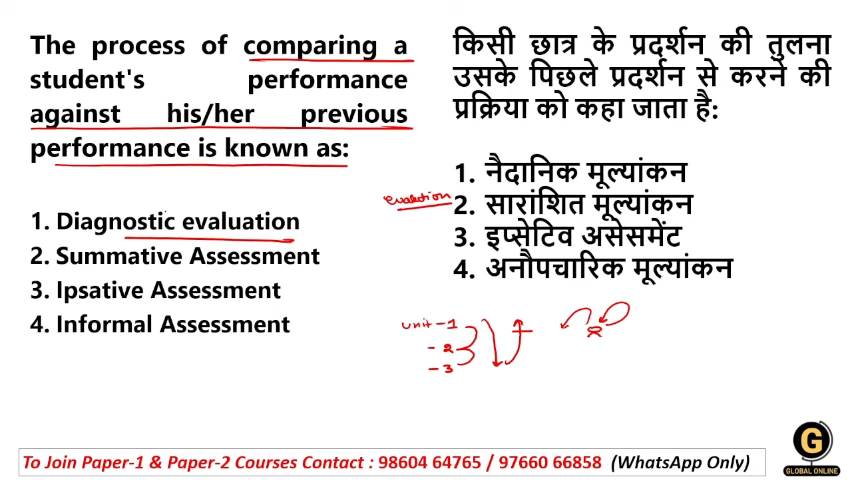 The process of comparing a
student's performance
against his/her previous
performance is known as:
1. Diagnostic evaluation
2. Summative Assessment
3. Ipsative Assessment
4. Informal Assessment
किसी छात्र के प्रदर्शन की तुलना
उसके पिछले प्रदर्शन से करने की
प्रक्रिया को कहा जाता है:
1. नैदानिक मूल्यांकन
2. सारांशित मूल्यांकन
3. इप्सेटिव असेसमेंट
4. अनौपचारिक मूल्यांकन
unit - 1
- 2
- 3
G
GLOBAL ONLINE
To Join Paper-1 & Paper-2 Courses Contact : 98604 64765 / 97660 66858 (WhatsApp Only)